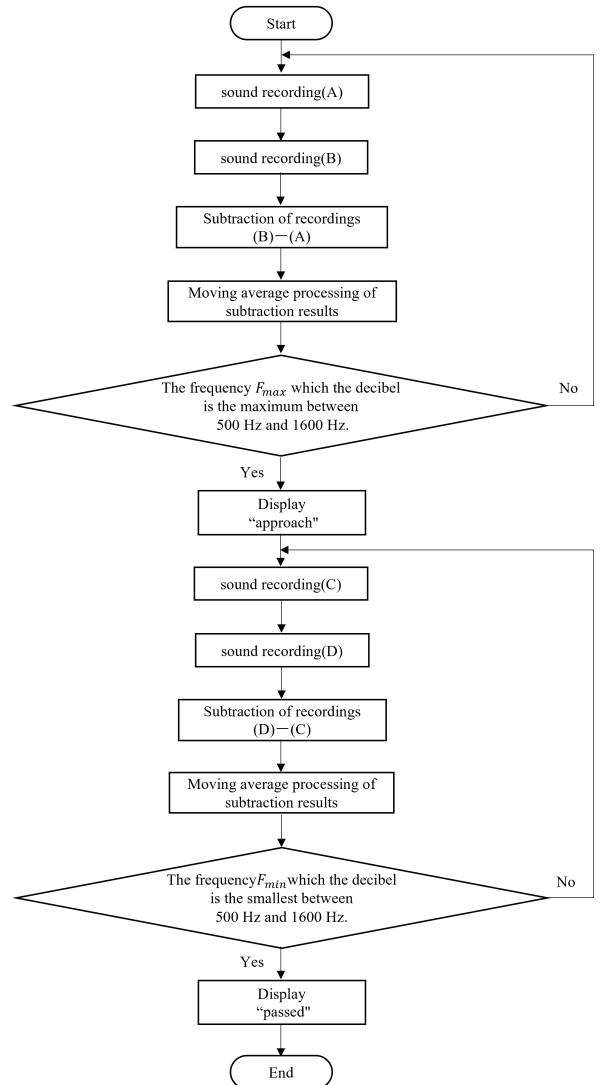 Start
sound recording(A)
sound recording(B)
Subtraction of recordings
(B)－(A)
Moving average processing of
subtraction results
The frequency F_max which the decibel
is the maximum between
500 Hz and 1600 Hz.
No
Yes
Display
“approach"
sound recording(C)
sound recording(D)
Subtraction of recordings
(D)－(C)
Moving average processing of
subtraction results
The frequencyF_minwhich the decibel
is the smallest between
500 Hz and 1600 Hz.
No
Yes
Display
“passed"
End